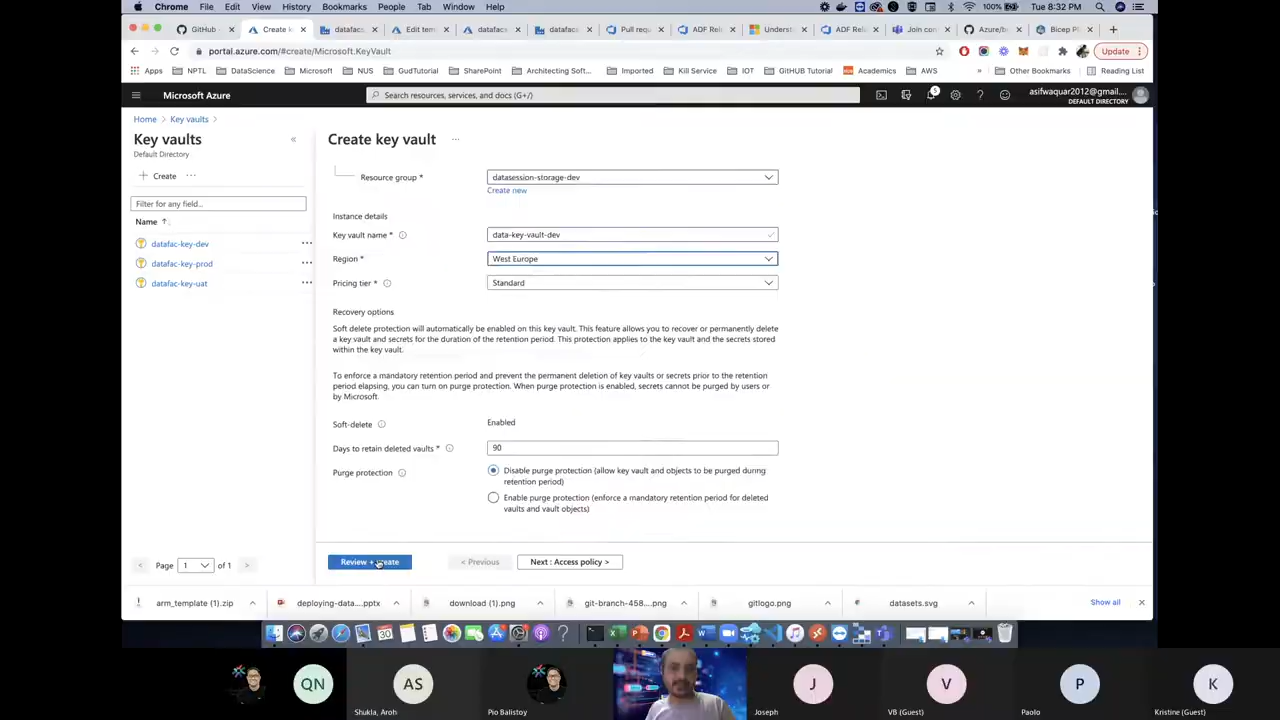 Chrome File Edit View History Bookmarks People Tab Window Help 100% Tue 8:32 PM
GitHub - Create k datafac Edit tem datafac datafac Pull requ ADF Rel Underst ADF Rel Join con Azure/b Bicep Pl
portal.azure.com/#create/Microsoft.KeyVault Update
Apps NPTL DataScience Microsoft NUS GudTutorial SharePoint Architecting Soft... Imported Kill Service IOT GitHUB Tutorial Academics AWS » Other Bookmarks Reading List
Microsoft Azure Search resources, services, and docs (G+/) 5 asifwaquar2012@gmail....
DEFAULT DIRECTORY
Home > Key vaults >
Key vaults «
Default Directory
+ Create ...
Filter for any field...
Name ↑
datafac-key-dev ...
datafac-key-prod ...
datafac-key-uat ...
< Page 1 of 1 >
Create key vault ...
Resource group * datasession-storage-dev
Create new
Instance details
Key vault name * data-key-vault-dev
Region * West Europe
Pricing tier * Standard
Recovery options
Soft delete protection will automatically be enabled on this key vault. This feature allows you to recover or permanently delete
a key vault and secrets for the duration of the retention period. This protection applies to the key vault and the secrets stored
within the key vault.
To enforce a mandatory retention period and prevent the permanent deletion of key vaults or secrets prior to the retention
period elapsing, you can turn on purge protection. When purge protection is enabled, secrets cannot be purged by users or
by Microsoft.
Soft-delete Enabled
Days to retain deleted vaults * 90
Purge protection Disable purge protection (allow key vault and objects to be purged during
retention period)
Enable purge protection (enforce a mandatory retention period for deleted
vaults and vault objects)
Review + create < Previous Next : Access policy >
arm_template (1).zip deploying-data....pptx download (1).png git-branch-458....png gitlogo.png datasets.svg Show all
30
QN AS J V P K
Shukla, Aroh Pio Balistoy Joseph VB (Guest) Paolo Kristine (Guest)